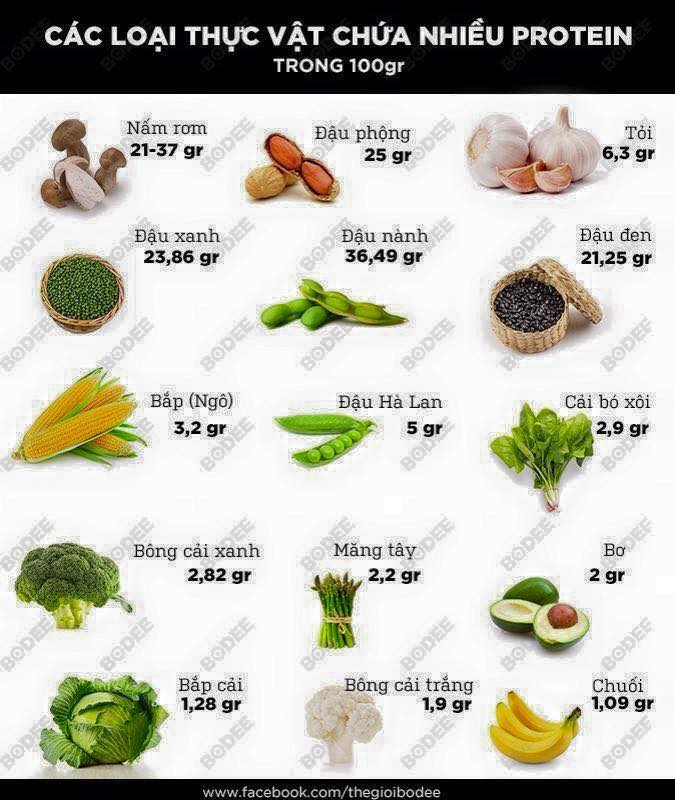 CÁC LOẠI THỰC VẬT CHỨA NHIỀU PROTEIN
TRONG 100gr
Nấm rơm
21-37 gr
Đậu phộng
25 gr
Tỏi
6,3 gr
Đậu xanh
23,86 gr
Đậu nành
36,49 gr
Đậu đen
21,25 gr
Bắp (Ngô)
3,2 gr
Đậu Hà Lan
5 gr
Cải bó xôi
2,9 gr
Bông cải xanh
2,82 gr
Măng tây
2,2 gr
Bơ
2 gr
Bắp cải
1,28 gr
Bông cải trắng
1,9 gr
Chuối
1,09 gr
www.facebook.com/thegioibodee
BODEE